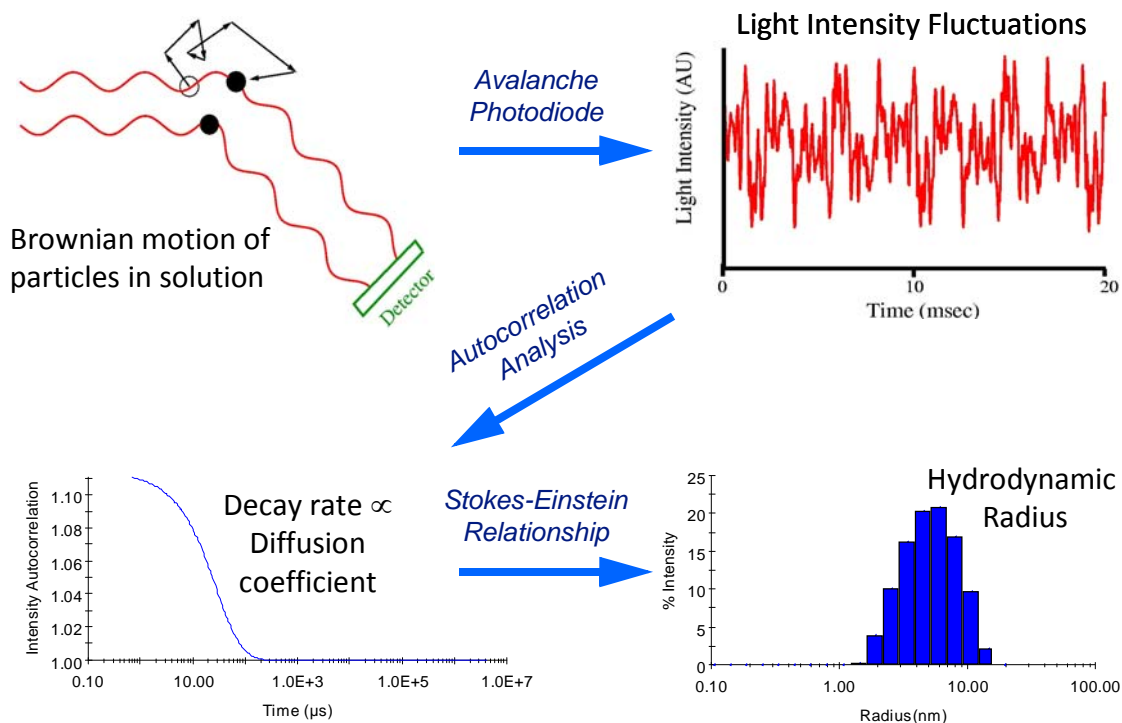 Light Intensity Fluctuations
Avalanche
Photodiode
Brownian motion of
particles in solution
Detector
Light Intensity (AU)
0
10
20
Time (msec)
Autocorrelation
Analysis
Intensity Autocorrelation
1.10
1.08
1.06
1.04
1.02
1.00
0.10
10.00
1.0E+3
1.0E+5
1.0E+7
Time (µs)
Decay rate ∝
Diffusion
coefficient
Stokes-Einstein
Relationship
Hydrodynamic
Radius
% Intensity
25
20
15
10
5
0
0.10
1.00
10.00
100.00
Radius(nm)